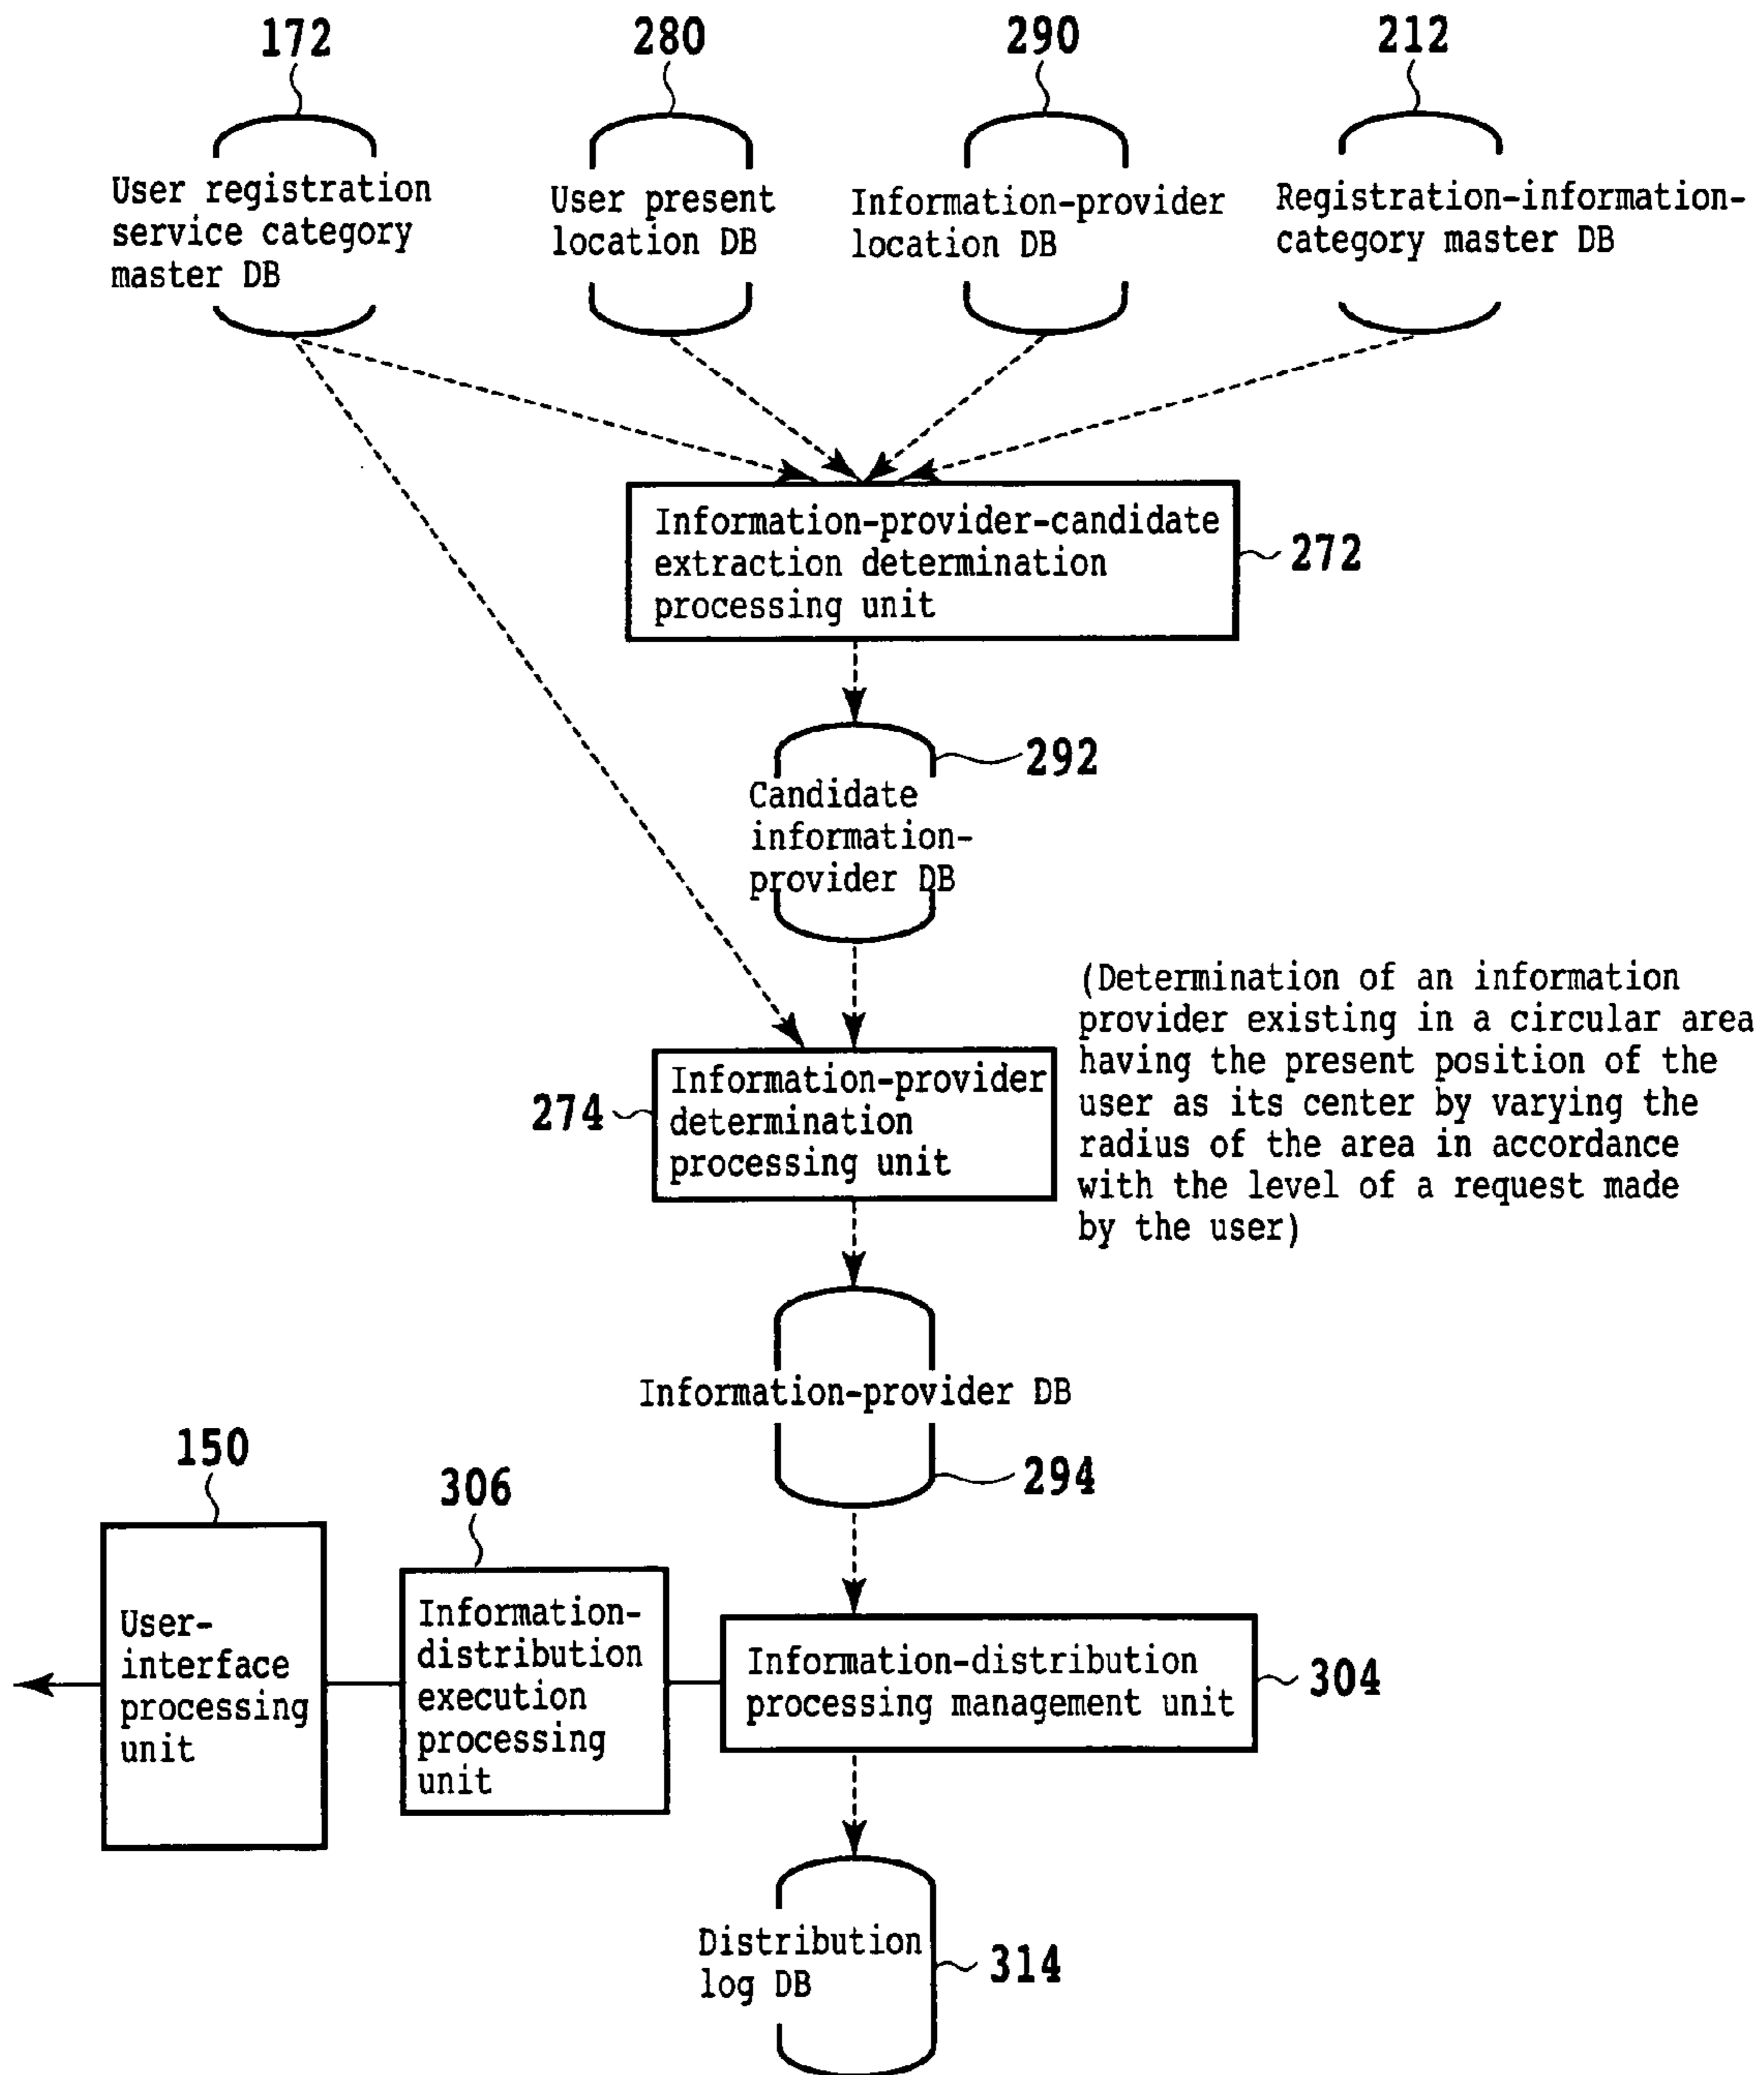 172
280
290
212
User registration
service category
master DB
User present
location DB
Information-provider
location DB
Registration-information-
category master DB
Information-provider-candidate
extraction determination
processing unit
272
292
Candidate
information-
provider DB
(Determination of an information
provider existing in a circular area
having the present position of the
user as its center by varying the
radius of the area in accordance
with the level of a request made
by the user)
274
Information-provider
determination
processing unit
Information-provider DB
294
150
306
User-
interface
processing
unit
Information-
distribution
execution
processing
unit
Information-distribution
processing management unit
304
Distribution
log DB
314